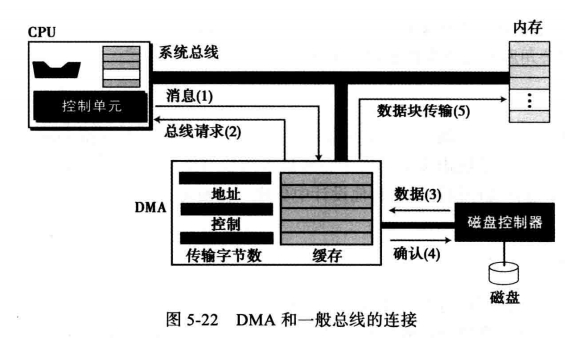 CPU
系统总线
内存
控制单元
消息(1)
总线请求(2)
数据块传输(5)
DMA
地址
控制
传输字节数
缓存
数据(3)
确认(4)
磁盘控制器
磁盘
图 5-22 DMA 和一般总线的连接